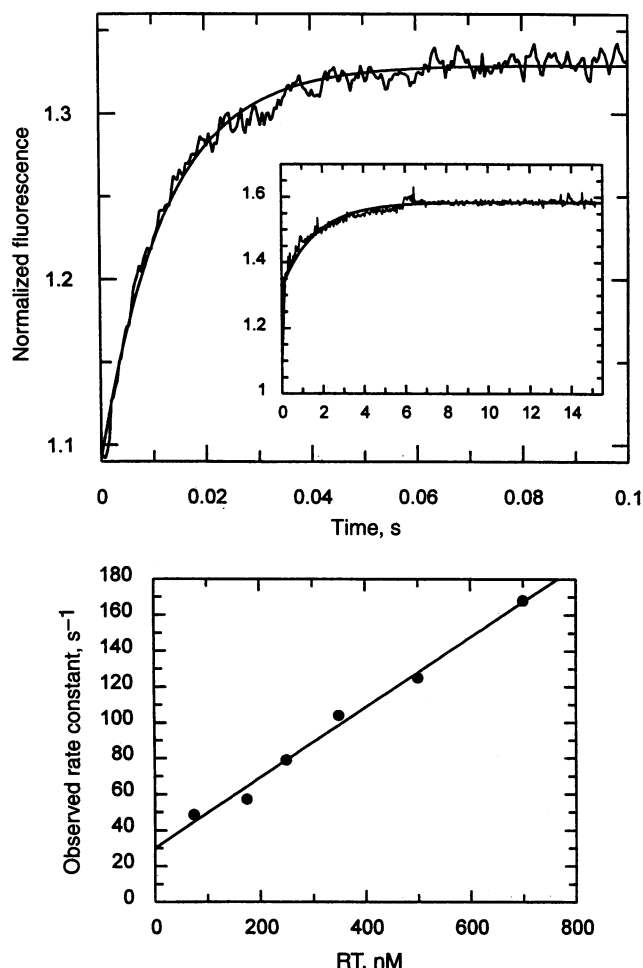 Normalized fluorescence
1.3
1.2
1.1
1.6
1.4
1.2
1
0 2 4 6 8 10 12 14
0 0.02 0.04 0.06 0.08 0.1
Time, s
Observed rate constant, s−1
180
160
140
120
100
80
60
40
20
0
0 200 400 600 800
RT, nM